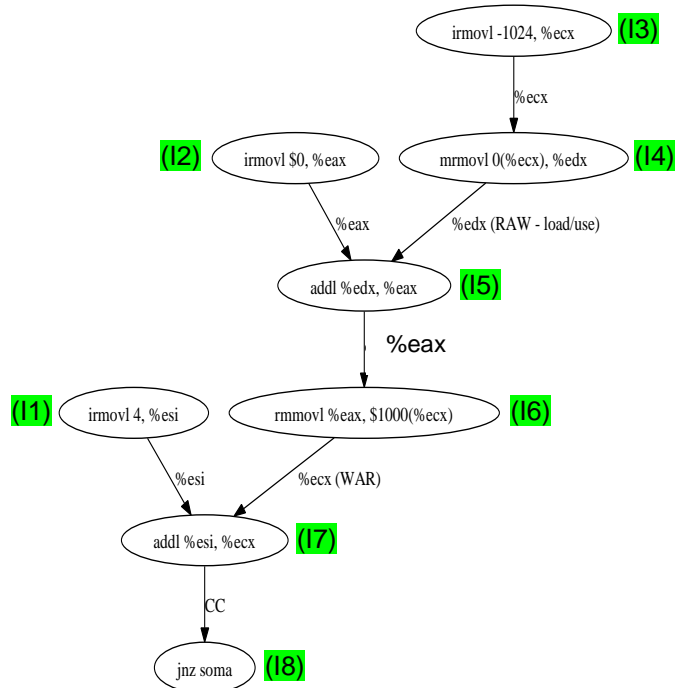 irmovl -1024, %ecx (I3)
%ecx
(I2) irmovl $0, %eax
mrmovl 0(%ecx), %edx (I4)
%eax
%edx (RAW - load/use)
addl %edx, %eax (I5)
%eax
(I1) irmovl 4, %esi
rmmovl %eax, $1000(%ecx) (I6)
%esi
%ecx (WAR)
addl %esi, %ecx (I7)
CC
jnz soma (I8)